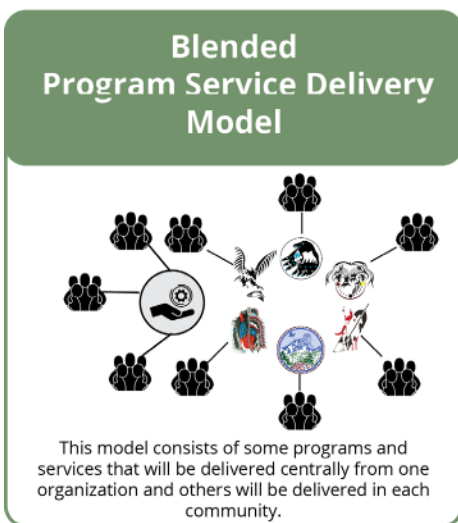 Blended
Program Service Delivery
Model
This model consists of some programs and
services that will be delivered centrally from one
organization and others will be delivered in each
community.